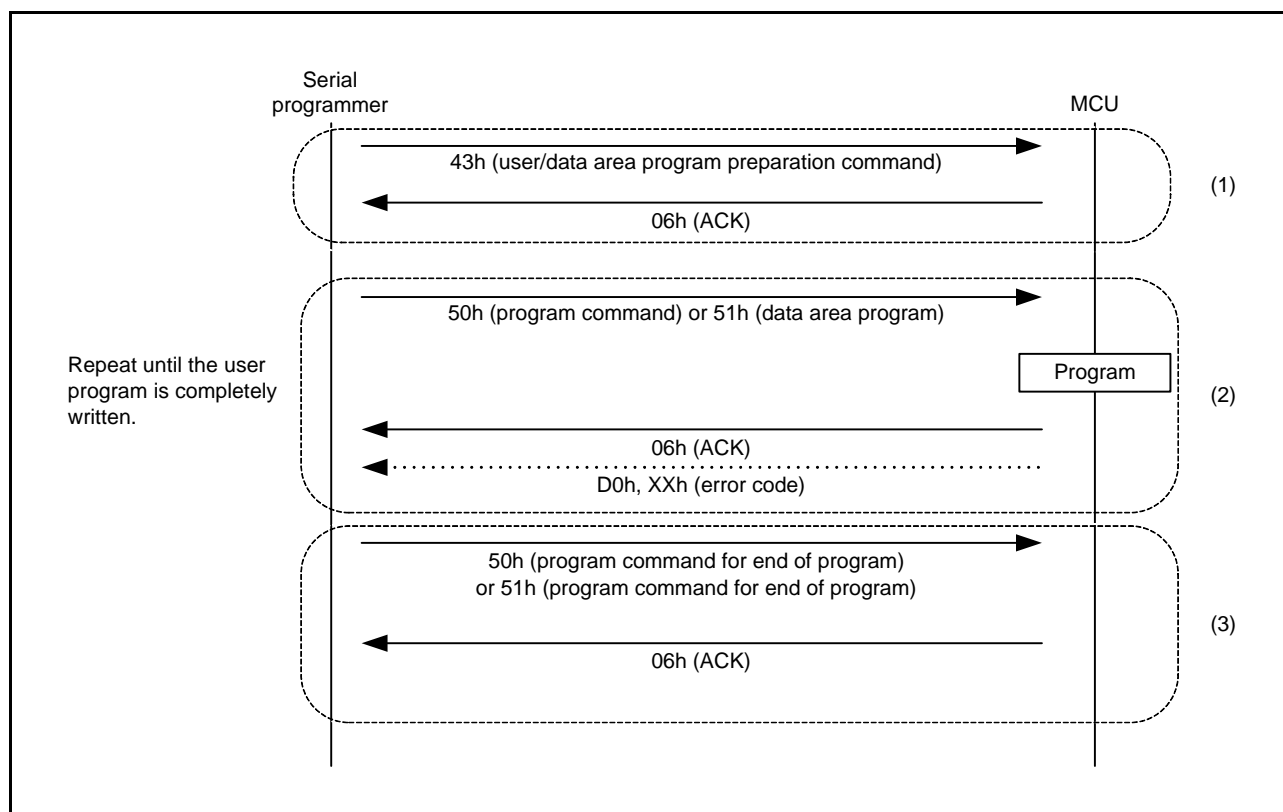 Serial
programmer
MCU
43h (user/data area program preparation command)
(1)
06h (ACK)
50h (program command) or 51h (data area program)
Repeat until the user
program is completely
written.
Program
(2)
06h (ACK)
D0h, XXh (error code)
50h (program command for end of program)
or 51h (program command for end of program)
(3)
06h (ACK)